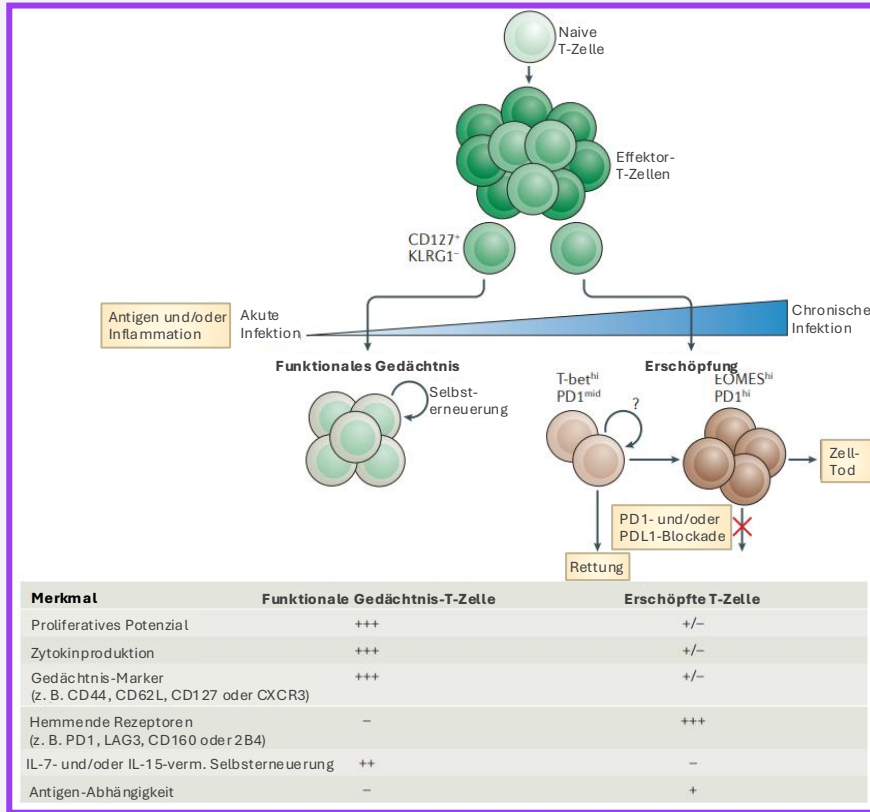 Naive
T-Zelle
Effektor-
T-Zellen
CD127⁺
KLRG1⁻
Antigen und/oder
Inflammation
Akute
Infektion
Chronische
Infektion
Funktionales Gedächtnis
Erschöpfung
Selbst-
erneuerung
T-betʰⁱ
PD1ᵐⁱᵈ
?
EOMESʰⁱ
PD1ʰⁱ
Zell-
Tod
PD1- und/oder
PDL1-Blockade
Rettung
Merkmal Funktionale Gedächtnis-T-Zelle Erschöpfte T-Zelle
Proliferatives Potenzial +++ +/−
Zytokinproduktion +++ +/−
Gedächtnis-Marker +++ +/−
(z. B. CD44, CD62L, CD127 oder CXCR3)
Hemmende Rezeptoren − +++
(z. B. PD1, LAG3, CD160 oder 2B4)
IL-7- und/oder IL-15-verm. Selbsterneuerung ++ −
Antigen-Abhängigkeit − +